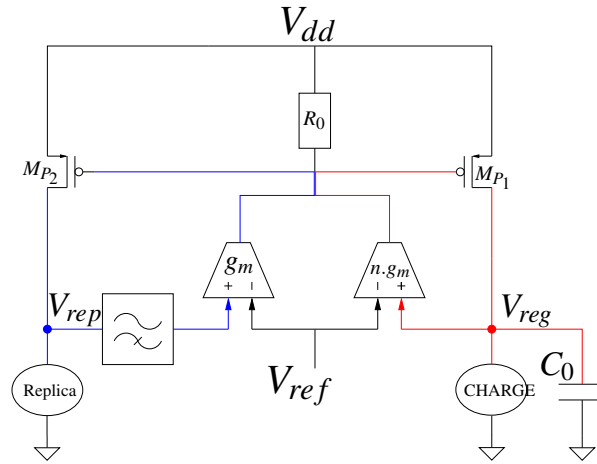 V_dd
R_0
M_P2
M_P1
g_m
n.g_m
+ −
− +
V_rep
V_reg
V_ref
C_0
Replica
CHARGE